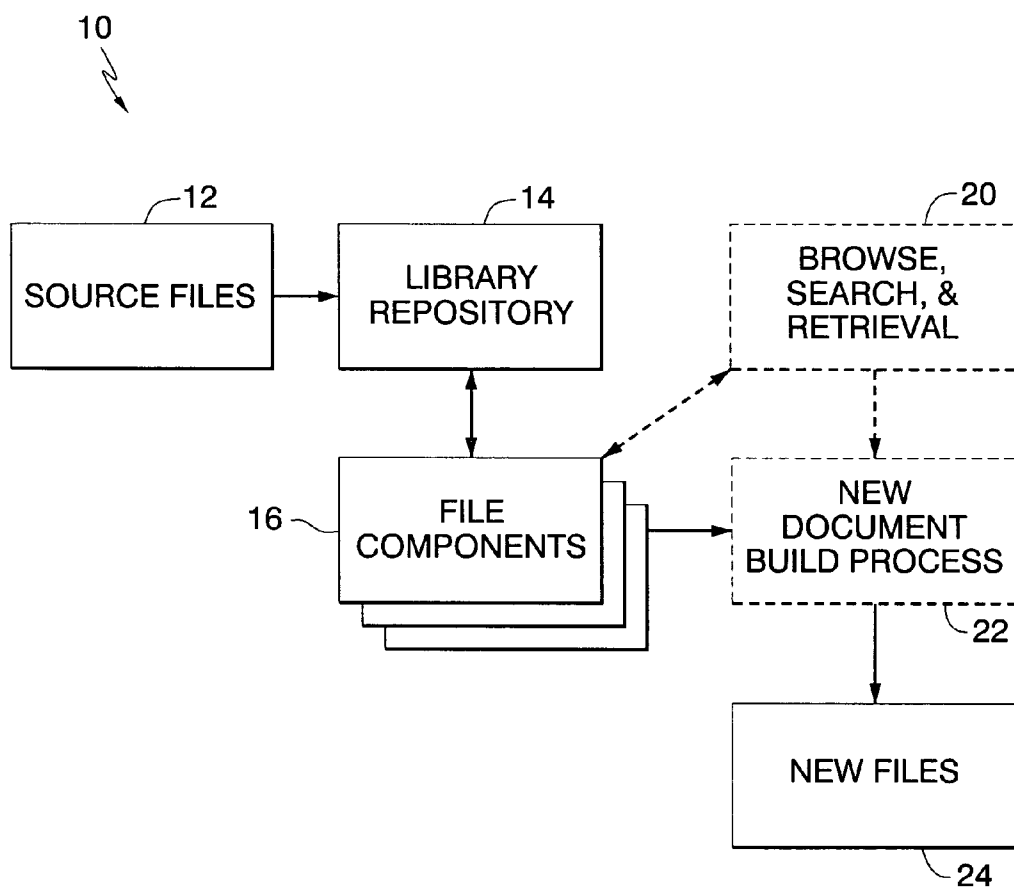 10
12
14
20
SOURCE FILES
LIBRARY
REPOSITORY
BROWSE,
SEARCH, &
RETRIEVAL
16
FILE
COMPONENTS
NEW
DOCUMENT
BUILD PROCESS
22
NEW FILES
24